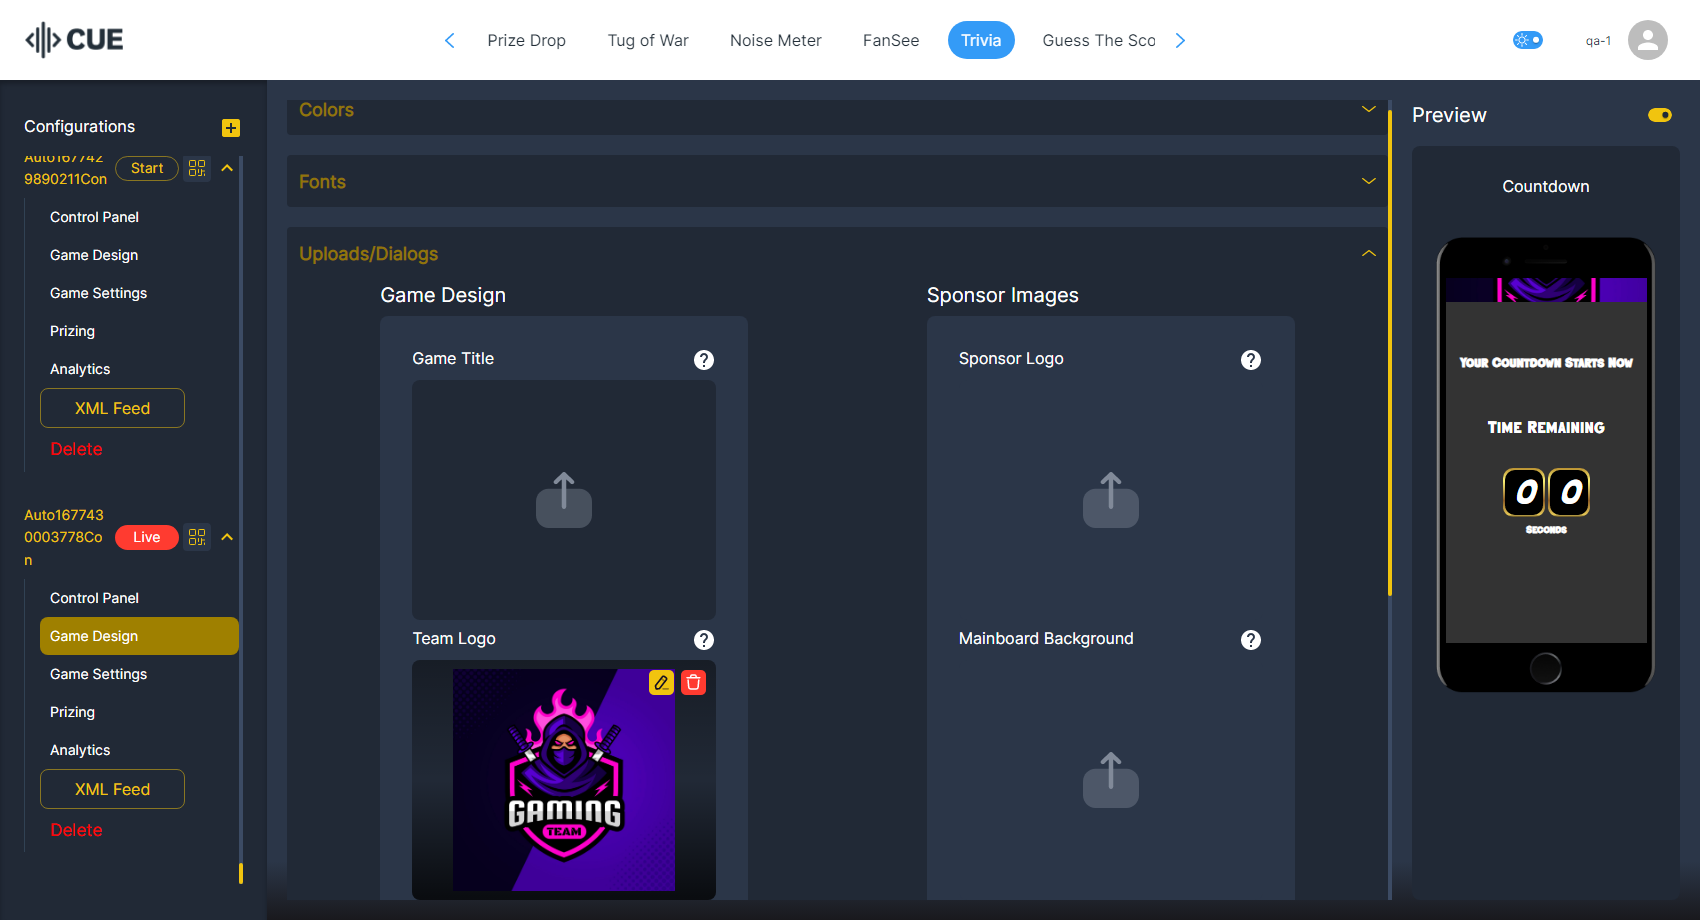 CUE
Prize Drop
Tug of War
Noise Meter
FanSee
Trivia
Guess The Sco
qa-1
Configurations
Auto167742
9890211Con
Start
Control Panel
Game Design
Game Settings
Prizing
Analytics
XML Feed
Delete
Auto167743
0003778Co
n
Live
Control Panel
Game Design
Game Settings
Prizing
Analytics
XML Feed
Delete
Colors
Fonts
Uploads/Dialogs
Game Design
Game Title
Team Logo
GAMING
TEAM
Sponsor Images
Sponsor Logo
Mainboard Background
Preview
Countdown
Your Countdown Starts Now
Time Remaining
0 0
Seconds